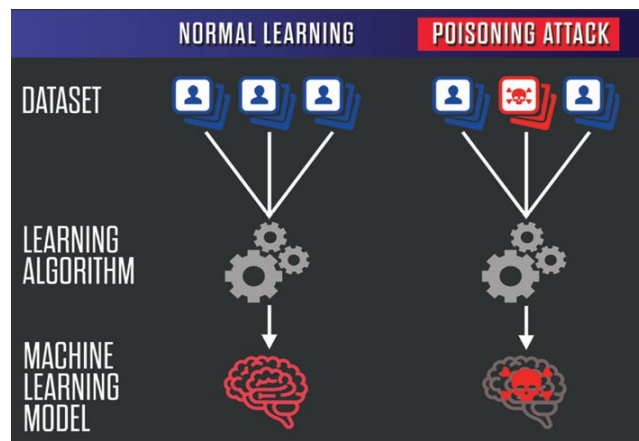 NORMAL LEARNING
POISONING ATTACK
DATASET
LEARNING
ALGORITHM
MACHINE
LEARNING
MODEL